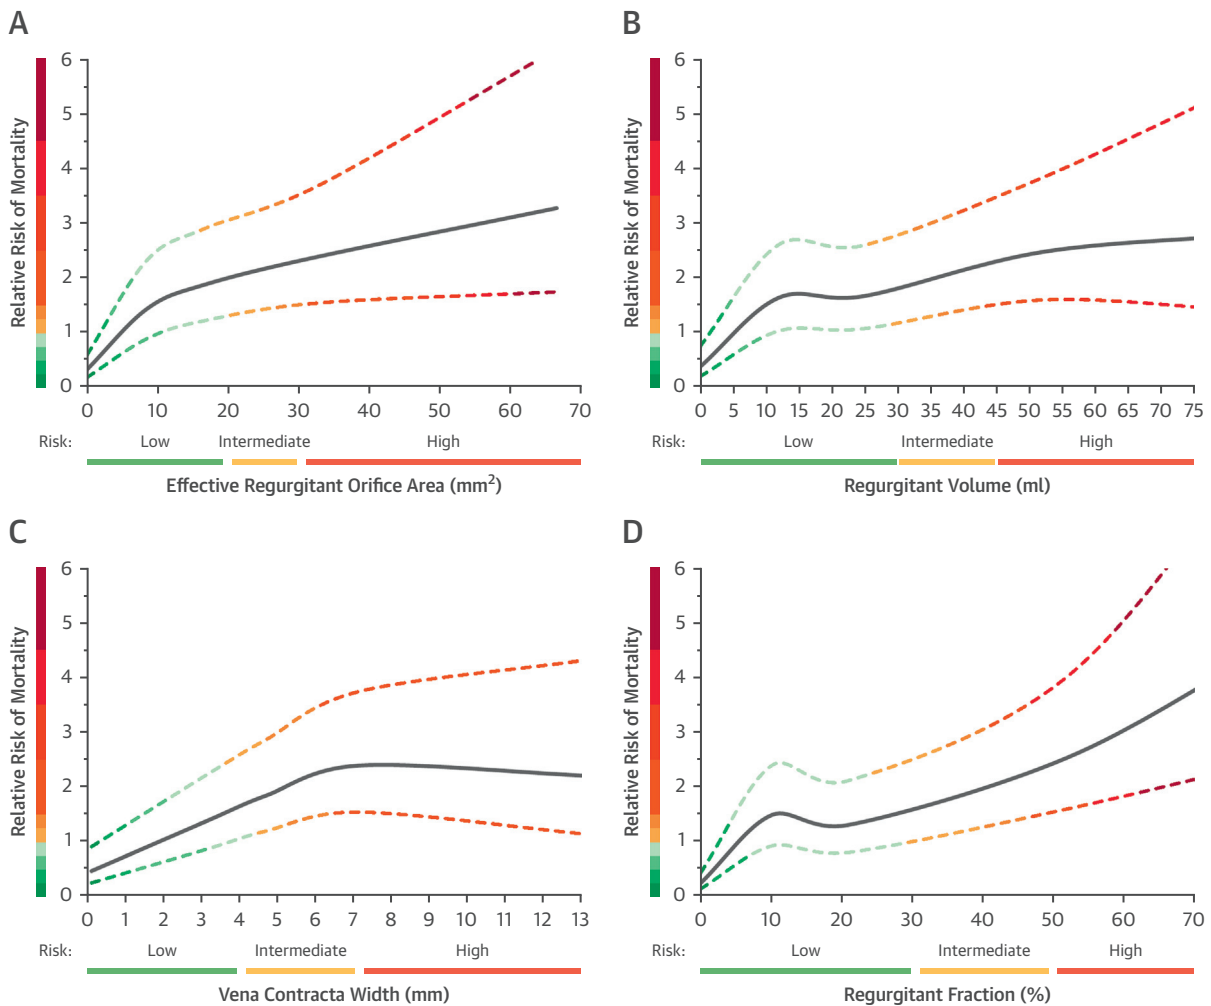 A
Relative Risk of Mortality
6
5
4
3
2
1
0
0 10 20 30 40 50 60 70
Risk: Low Intermediate High
Effective Regurgitant Orifice Area (mm²)
B
Relative Risk of Mortality
6
5
4
3
2
1
0
0 5 10 15 20 25 30 35 40 45 50 55 60 65 70 75
Risk: Low Intermediate High
Regurgitant Volume (ml)
C
Relative Risk of Mortality
6
5
4
3
2
1
0
0 1 2 3 4 5 6 7 8 9 10 11 12 13
Risk: Low Intermediate High
Vena Contracta Width (mm)
D
Relative Risk of Mortality
6
5
4
3
2
1
0
0 10 20 30 40 50 60 70
Risk: Low Intermediate High
Regurgitant Fraction (%)